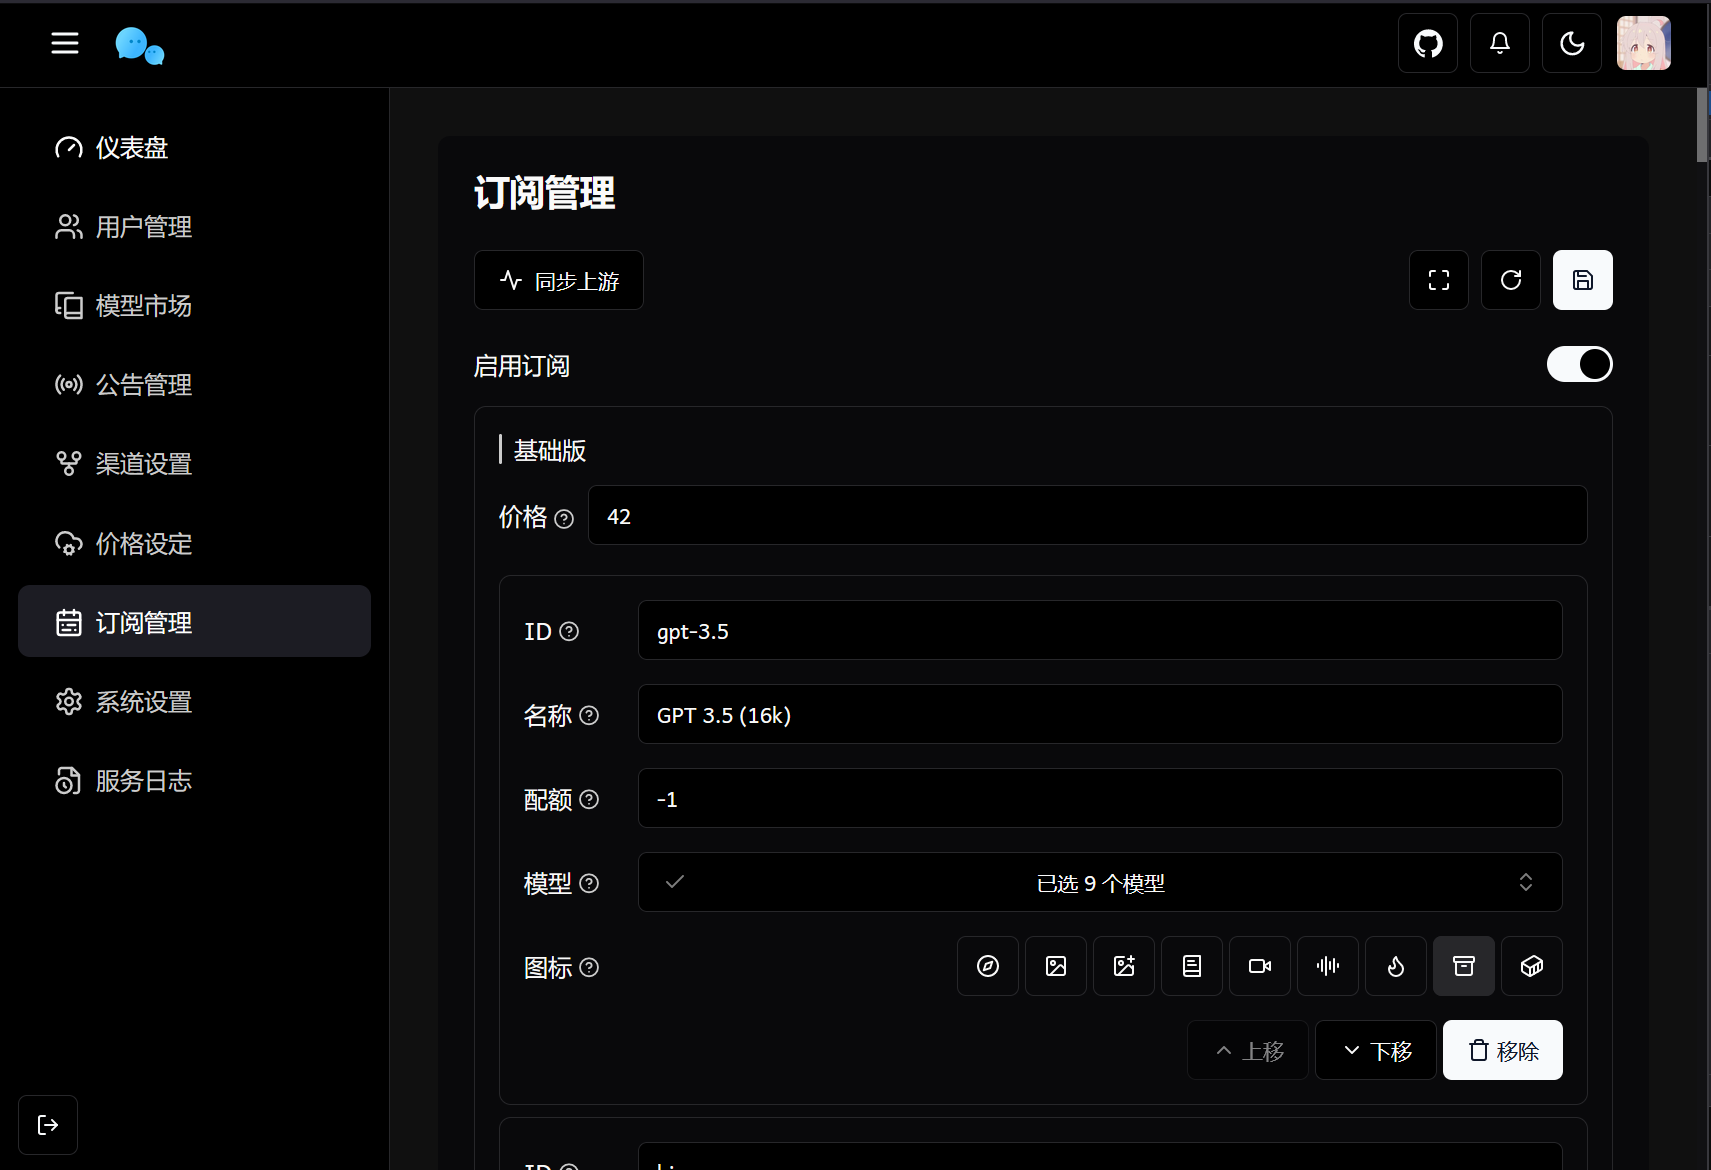 仪表盘
用户管理
模型市场
公告管理
渠道设置
价格设定
订阅管理
系统设置
服务日志
订阅管理
同步上游
启用订阅
基础版
价格 42
ID gpt-3.5
名称 GPT 3.5 (16k)
配额 -1
模型 已选 9 个模型
图标
上移 下移 移除
ID